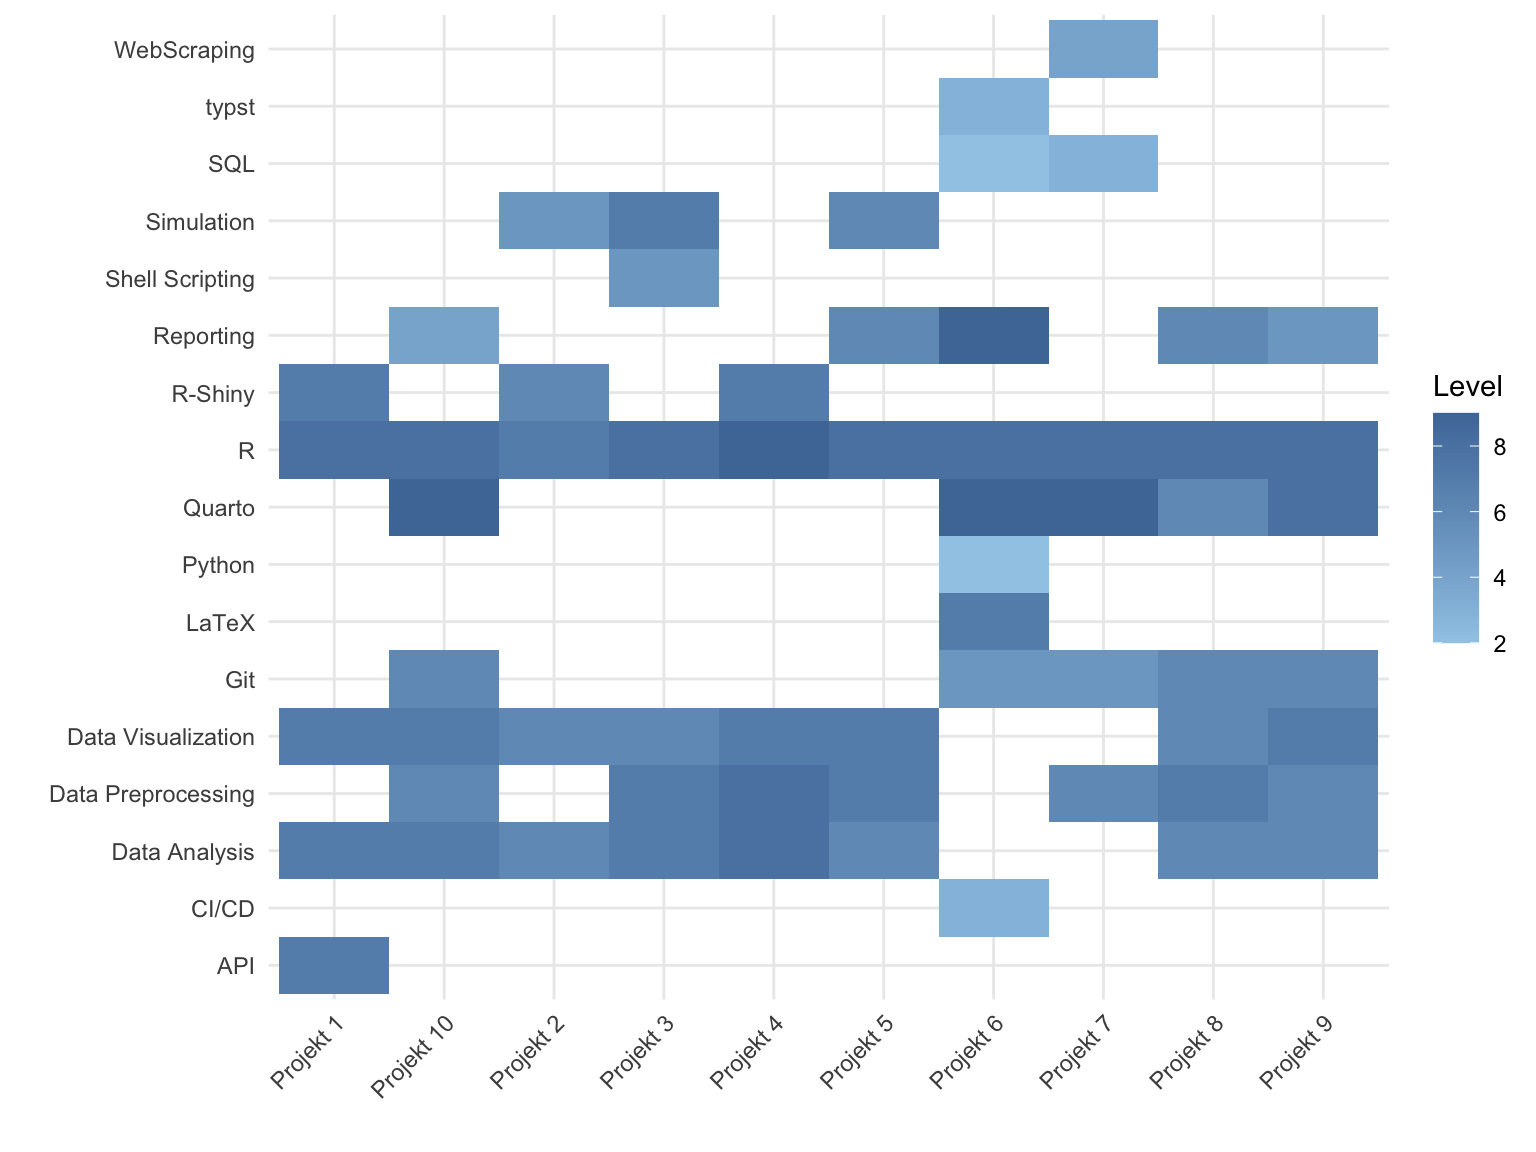 WebScraping
typst
SQL
Simulation
Shell Scripting
Reporting
R-Shiny
R
Quarto
Python
LaTeX
Git
Data Visualization
Data Preprocessing
Data Analysis
CI/CD
API
Projekt 1
Projekt 10
Projekt 2
Projekt 3
Projekt 4
Projekt 5
Projekt 6
Projekt 7
Projekt 8
Projekt 9
Level
8
6
4
2